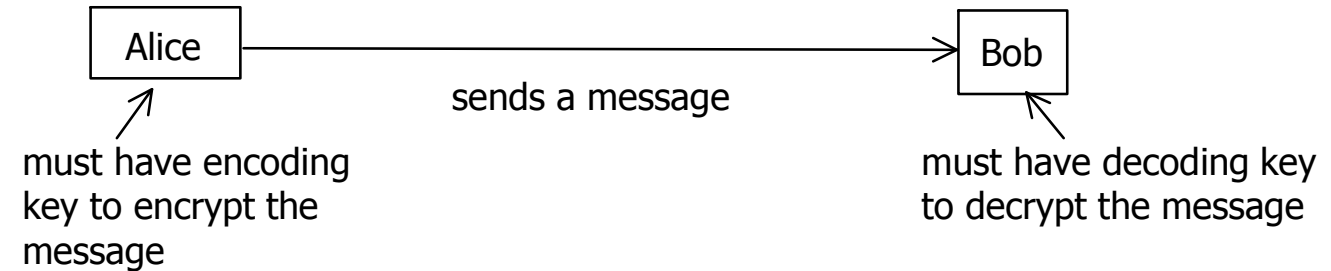 Alice
Bob
sends a message
must have encoding
key to encrypt the
message
must have decoding key
to decrypt the message